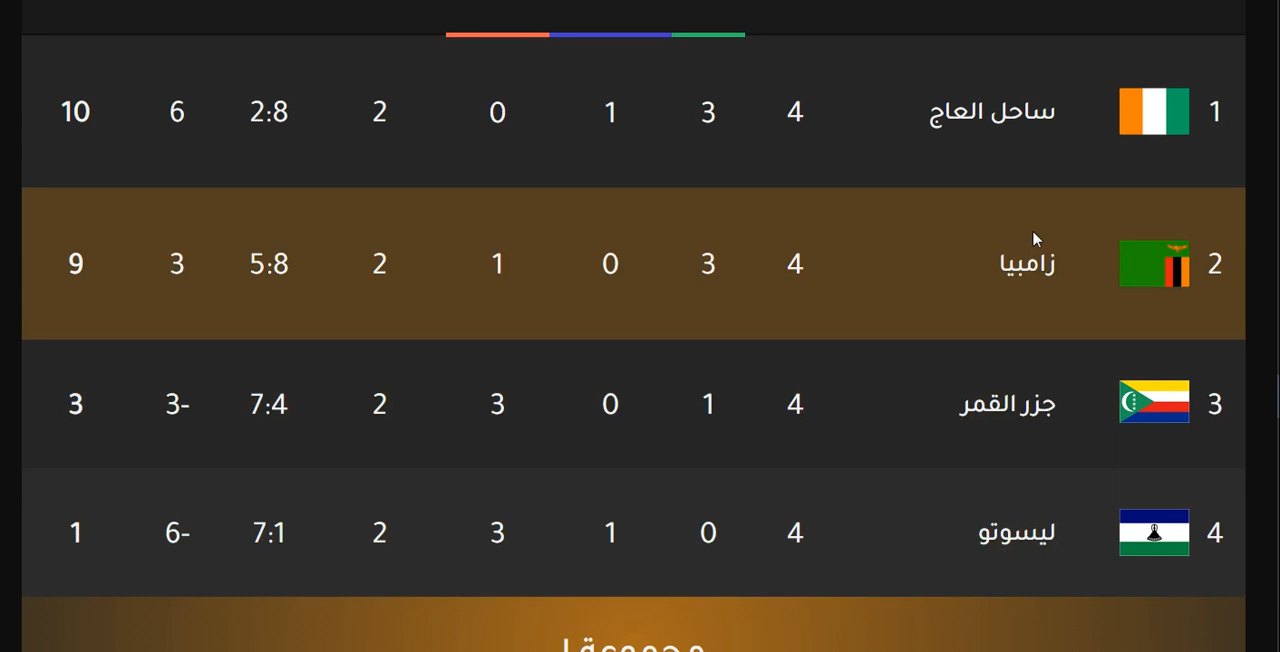 1 ساحل العاج 4 3 1 0 2 2:8 6 10
2 زامبيا 4 3 0 1 2 5:8 3 9
3 جزر القمر 4 1 0 3 2 7:4 3- 3
4 ليسوتو 4 0 1 3 2 7:1 6- 1